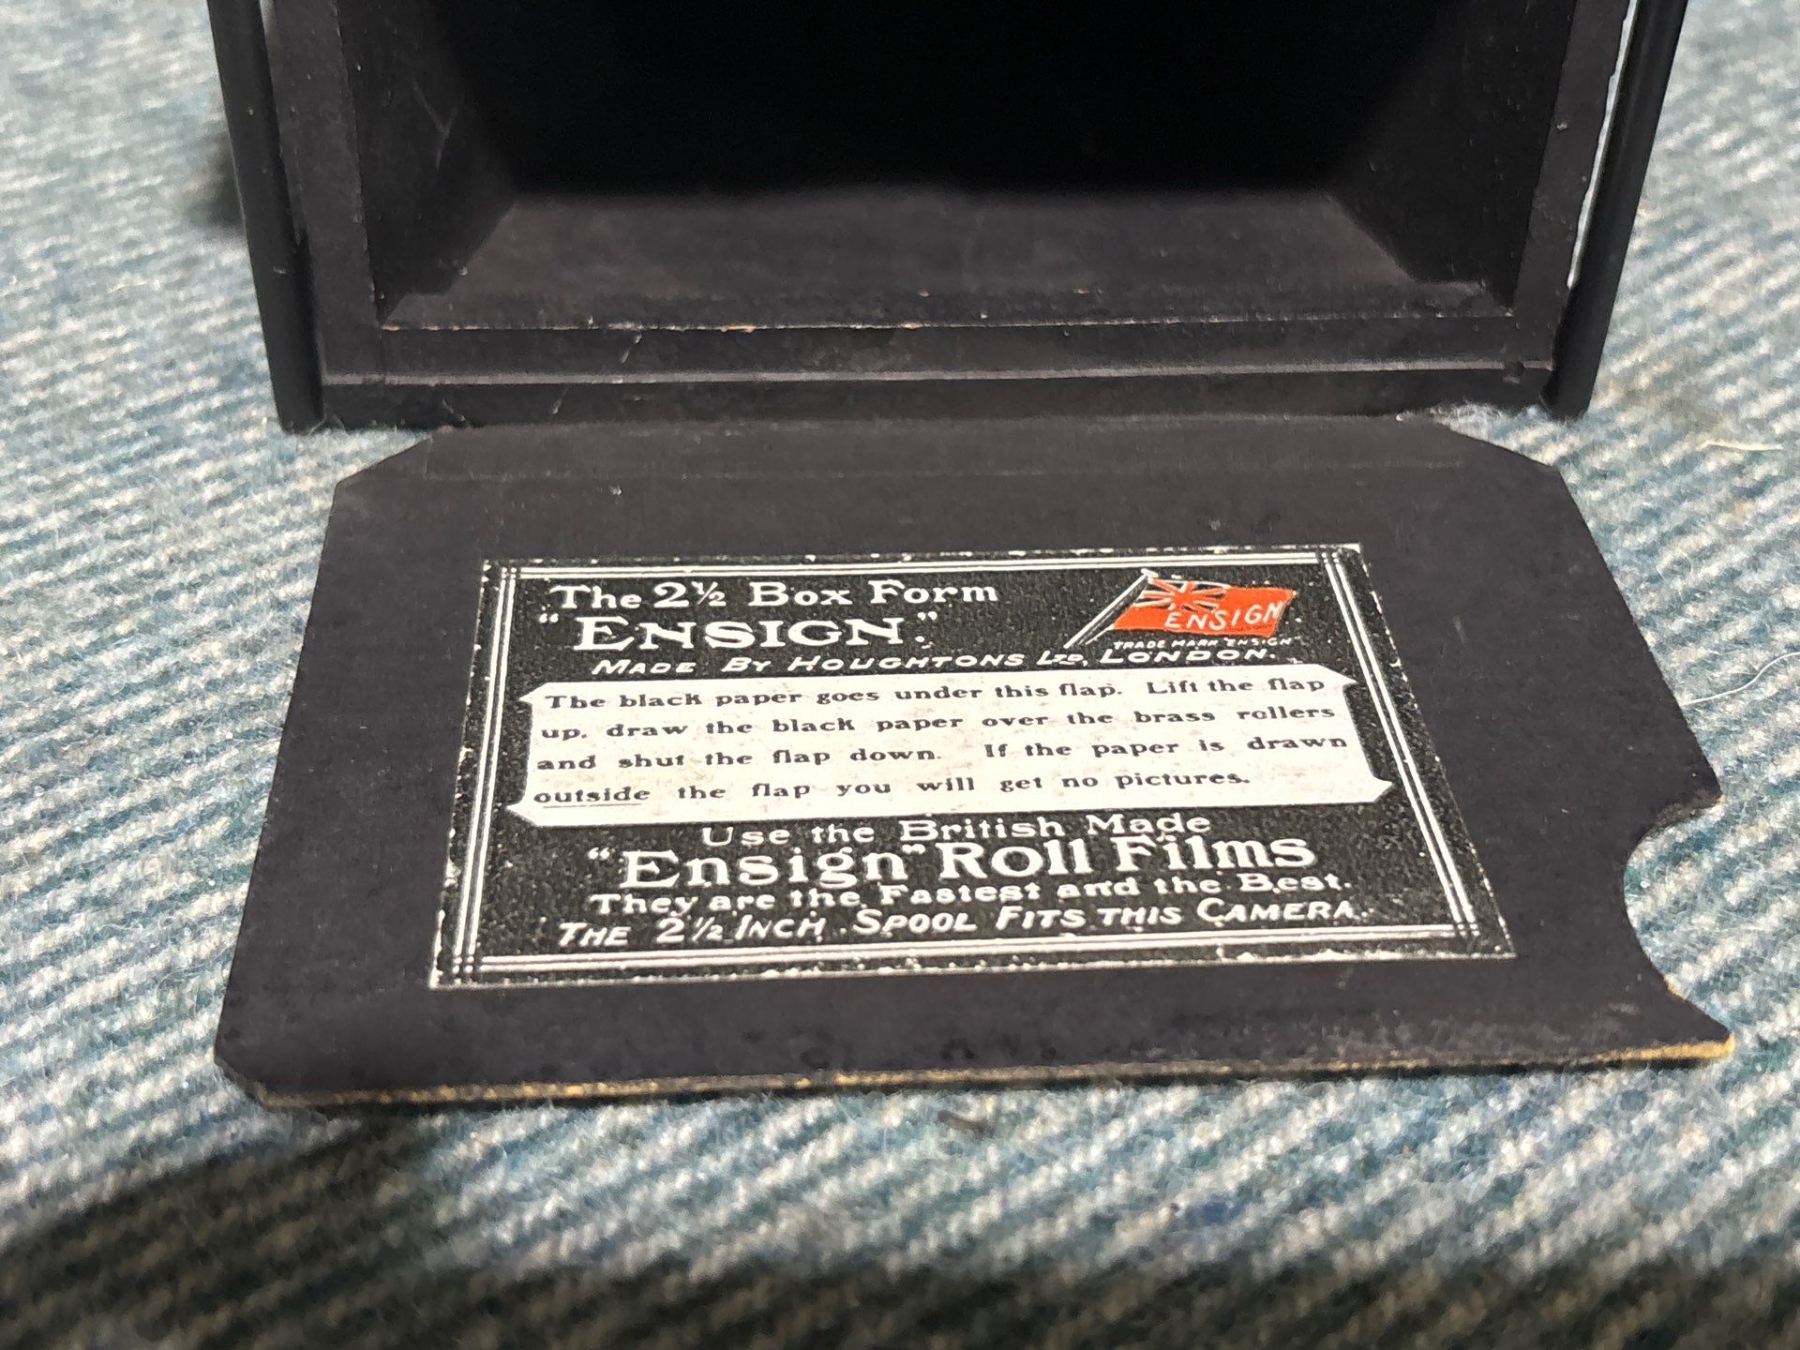 The 2½ Box Form
"ENSIGN"
ENSIGN
TRADE MARK ENSIGN
MADE BY HOUGHTONS LTD, LONDON.
The black paper goes under this flap. Lift the flap
up, draw the black paper over the brass rollers
and shut the flap down. If the paper is drawn
outside the flap you will get no pictures.
Use the British Made
"Ensign" Roll Films
They are the Fastest and the Best.
THE 2½ INCH SPOOL FITS THIS CAMERA.